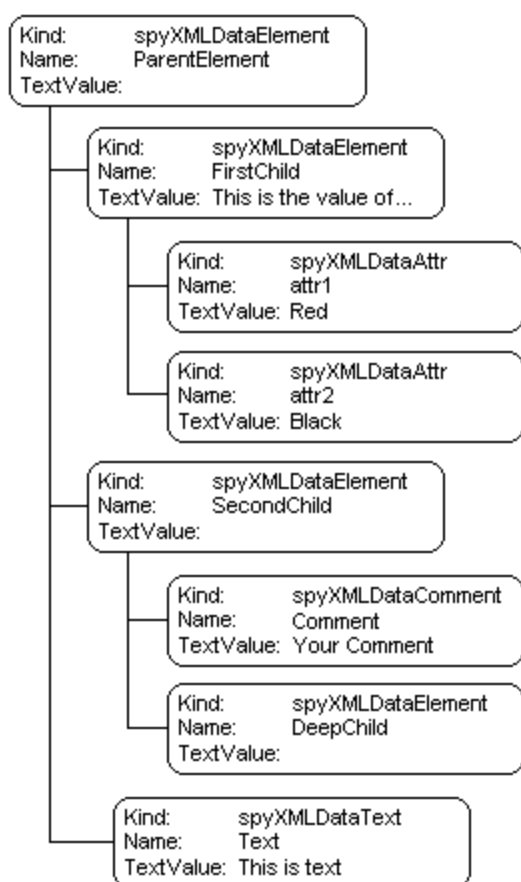 Kind: spyXMLDataElement
Name: ParentElement
TextValue:
Kind: spyXMLDataElement
Name: FirstChild
TextValue: This is the value of...
Kind: spyXMLDataAttr
Name: attr1
TextValue: Red
Kind: spyXMLDataAttr
Name: attr2
TextValue: Black
Kind: spyXMLDataElement
Name: SecondChild
TextValue:
Kind: spyXMLDataComment
Name: Comment
TextValue: Your Comment
Kind: spyXMLDataElement
Name: DeepChild
TextValue:
Kind: spyXMLDataText
Name: Text
TextValue: This is text